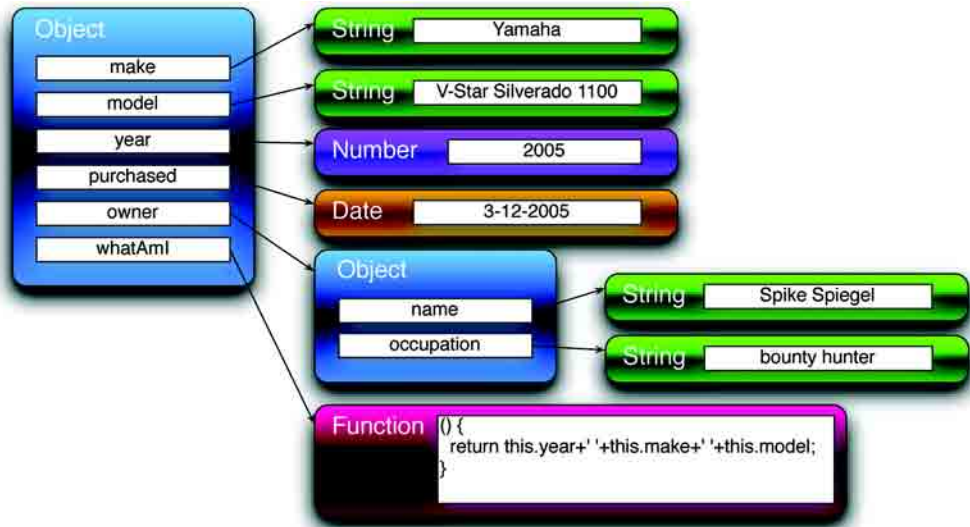 Object
make
model
year
purchased
owner
whatAmI
String Yamaha
String V-Star Silverado 1100
Number 2005
Date 3-12-2005
Object
name
occupation
String Spike Spiegel
String bounty hunter
Function () {
return this.year+' '+this.make+' '+this.model;
}